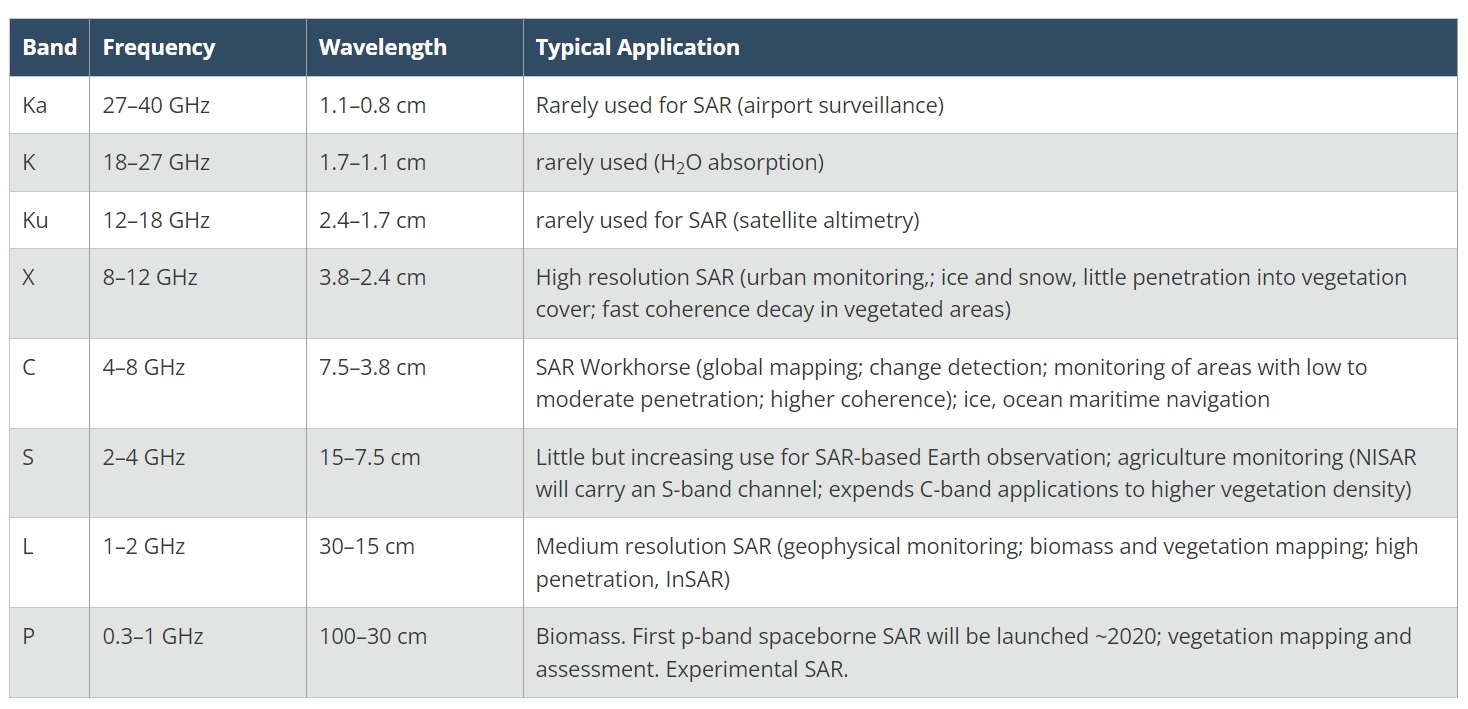 Band Frequency Wavelength Typical Application
Ka 27–40 GHz 1.1–0.8 cm Rarely used for SAR (airport surveillance)
K 18–27 GHz 1.7–1.1 cm rarely used (H₂O absorption)
Ku 12–18 GHz 2.4–1.7 cm rarely used for SAR (satellite altimetry)
X 8–12 GHz 3.8–2.4 cm High resolution SAR (urban monitoring,; ice and snow, little penetration into vegetation
cover; fast coherence decay in vegetated areas)
C 4–8 GHz 7.5–3.8 cm SAR Workhorse (global mapping; change detection; monitoring of areas with low to
moderate penetration; higher coherence); ice, ocean maritime navigation
S 2–4 GHz 15–7.5 cm Little but increasing use for SAR-based Earth observation; agriculture monitoring (NISAR
will carry an S-band channel; expends C-band applications to higher vegetation density)
L 1–2 GHz 30–15 cm Medium resolution SAR (geophysical monitoring; biomass and vegetation mapping; high
penetration, InSAR)
P 0.3–1 GHz 100–30 cm Biomass. First p-band spaceborne SAR will be launched ~2020; vegetation mapping and
assessment. Experimental SAR.